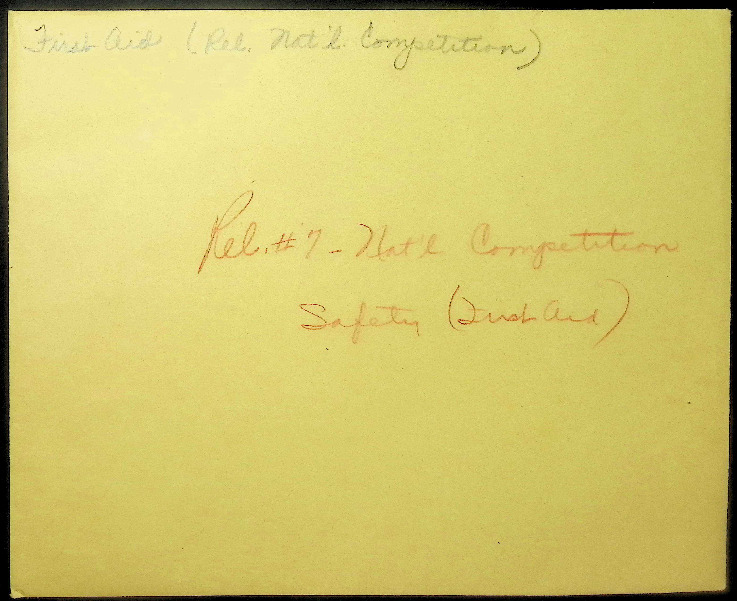 First Aid (Rel. Nat'l. Competition)
Rel. #7 - Nat'l Competition
Safety (First Aid)